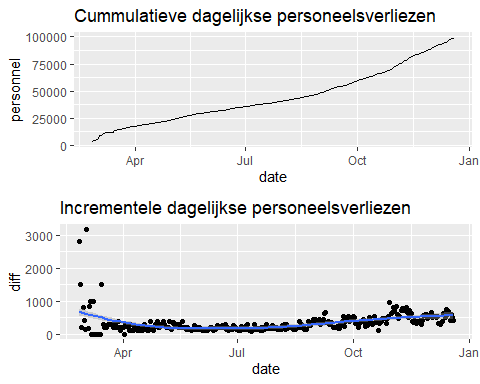 Cummulatieve dagelijkse personeelsverliezen
100000
75000
50000
25000
0
personnel
Apr Jul Oct Jan
date
Incrementele dagelijkse personeelsverliezen
3000
2000
1000
0
diff
Apr Jul Oct Jan
date